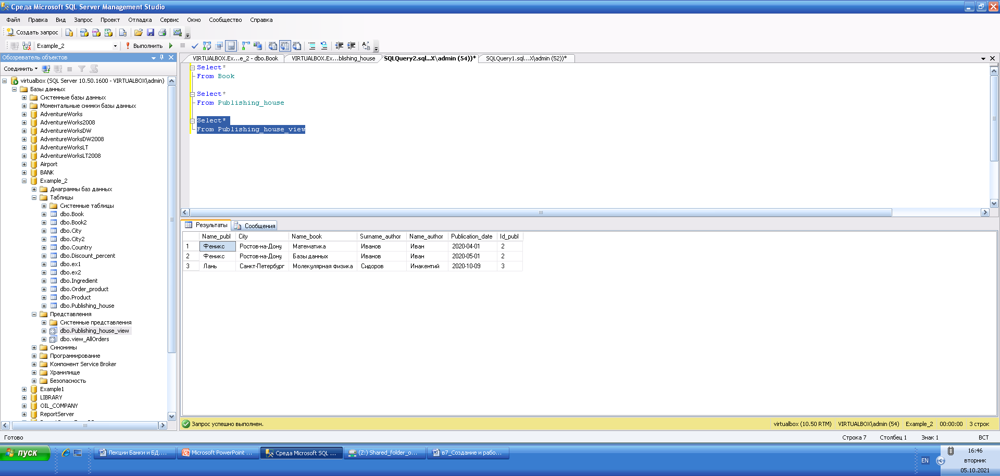 Среда Microsoft SQL Server Management Studio
Файл Правка Вид Запрос Проект Отладка Сервис Окно Сообщество Справка
Создать запрос
Example_2 Выполнить
Обозреватель объектов
VIRTUALBOX.Ex...e_2 - dbo.Book VIRTUALBOX.Ex...blishing_house SQLQuery2.sql...X\admin (54))* SQLQuery1.sql...X\admin (52))*
Соединить
virtualbox (SQL Server 10.50.1600 - VIRTUALBOX\admin)
Базы данных
Системные базы данных
Моментальные снимки базы данных
AdventureWorks
AdventureWorks2008
AdventureWorksDW
AdventureWorksDW2008
AdventureWorksLT
AdventureWorksLT2008
Airport
BANK
Example_2
Диаграммы баз данных
Таблицы
Системные таблицы
dbo.Book
dbo.Book2
dbo.City
dbo.City2
dbo.Country
dbo.Discount_percent
dbo.ex1
dbo.ex2
dbo.Ingredient
dbo.Order_product
dbo.Product
dbo.Publishing_house
Представления
Системные представления
dbo.Publishing_house_view
dbo.view_AllOrders
Синонимы
Программирование
Компонент Service Broker
Хранилище
Безопасность
Example1
LIBRARY
OIL_COMPANY
ReportServer
Select*
From Book
Select*
From Publishing_house
Select*
From Publishing_house_view
Результаты Сообщения
Name_publ City Name_book Surname_author Name_author Publication_date Id_publ
1 Феникс Ростов-на-Дону Математика Иванов Иван 2020-04-01 2
2 Феникс Ростов-на-Дону Базы данных Иванов Иван 2020-05-01 2
3 Лань Санкт-Петербург Молекулярная физика Сидоров Инакентий 2020-10-09 3
Запрос успешно выполнен. virtualbox (10.50 RTM) VIRTUALBOX\admin (54) Example_2 00:00:00 3 строк
Готово Строка 7 Столбец 1 Знак 1 ВСТ
пуск Лекции Банки и БД.... Microsoft PowerPoint ... Среда Microsoft SQL ... (Z:) Shared_folder_o... в7_Создание и рабо... EN 16:46
вторник
05.10.2021